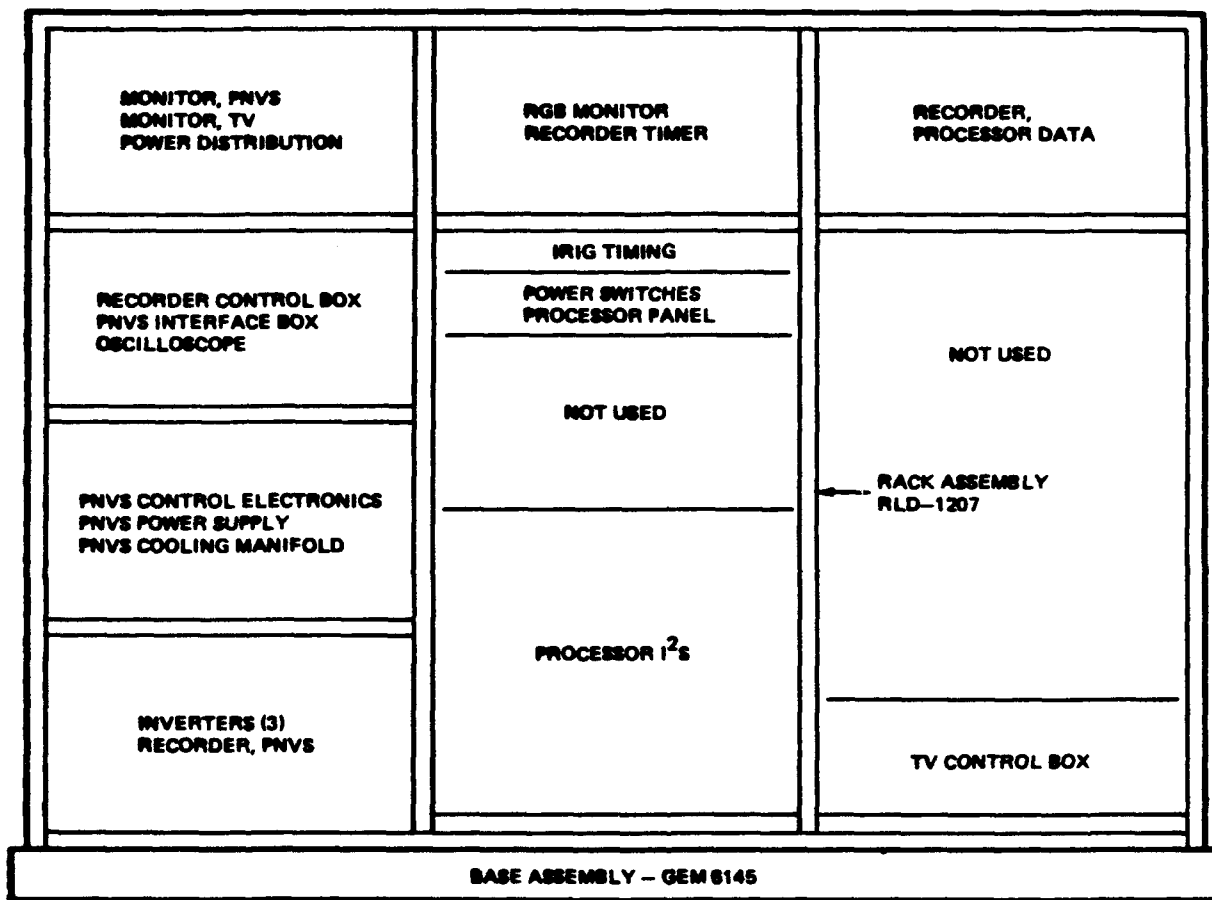 MONITOR, PNVS
MONITOR, TV
POWER DISTRIBUTION
RECORDER CONTROL BOX
PNVS INTERFACE BOX
OSCILLOSCOPE
PNVS CONTROL ELECTRONICS
PNVS POWER SUPPLY
PNVS COOLING MANIFOLD
INVERTERS (3)
RECORDER, PNVS
RGB MONITOR
RECORDER TIMER
IRIG TIMING
POWER SWITCHES
PROCESSOR PANEL
NOT USED
PROCESSOR I²S
RECORDER,
PROCESSOR DATA
NOT USED
RACK ASSEMBLY
RLD–1207
TV CONTROL BOX
BASE ASSEMBLY – GEM 6145